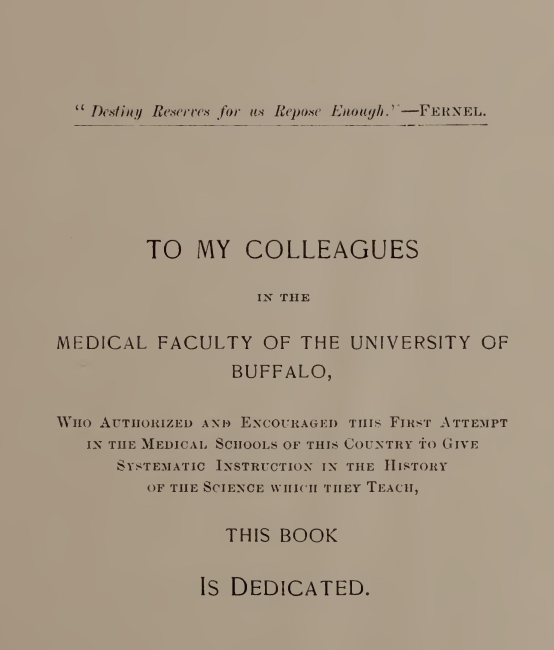 “Destiny Reserves for us Repose Enough.”—FERNEL.
TO MY COLLEAGUES
IN THE
MEDICAL FACULTY OF THE UNIVERSITY OF
BUFFALO,
WHO AUTHORIZED AND ENCOURAGED THIS FIRST ATTEMPT
IN THE MEDICAL SCHOOLS OF THIS COUNTRY TO GIVE
SYSTEMATIC INSTRUCTION IN THE HISTORY
OF THE SCIENCE WHICH THEY TEACH,
THIS BOOK
IS DEDICATED.